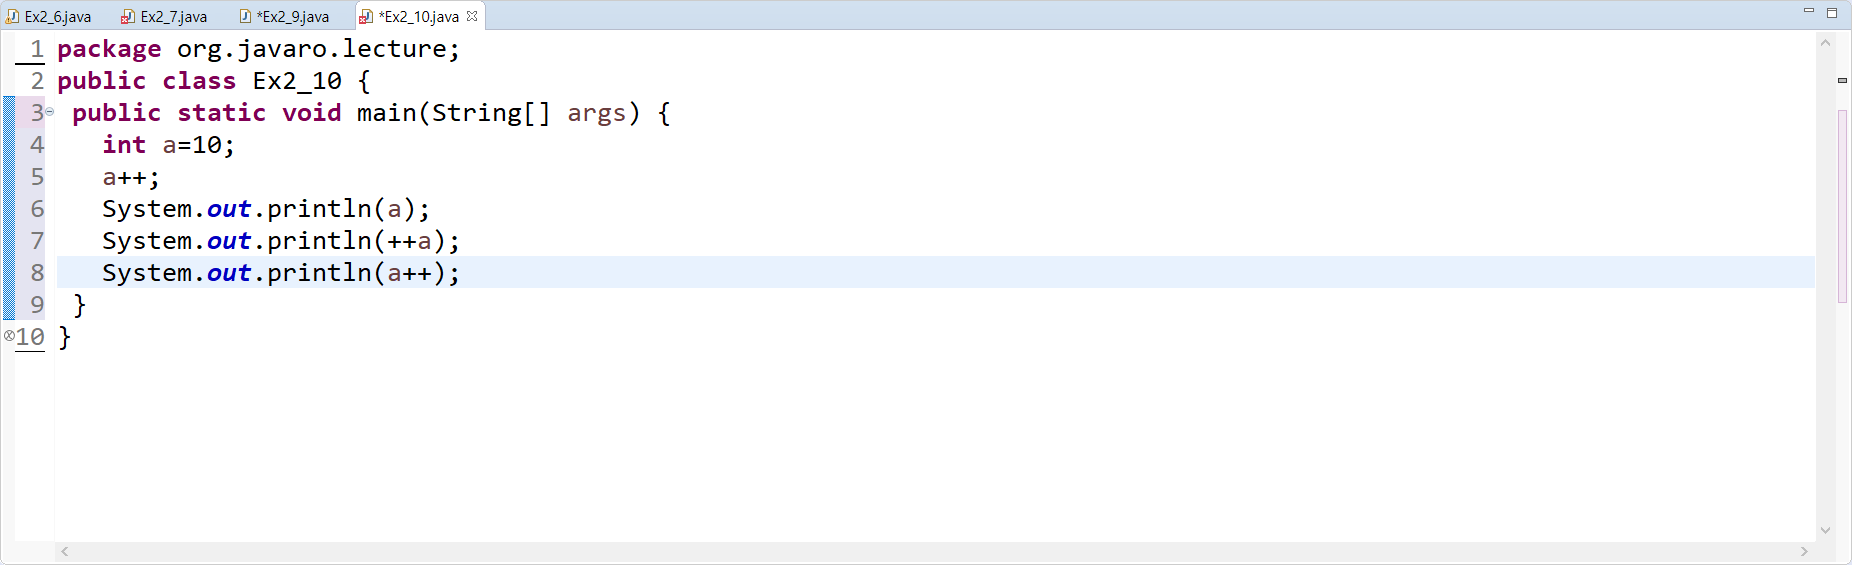 Ex2_6.java Ex2_7.java *Ex2_9.java *Ex2_10.java
1 package org.javaro.lecture;
2 public class Ex2_10 {
3 public static void main(String[] args) {
4 int a=10;
5 a++;
6 System.out.println(a);
7 System.out.println(++a);
8 System.out.println(a++);
9 }
10 }